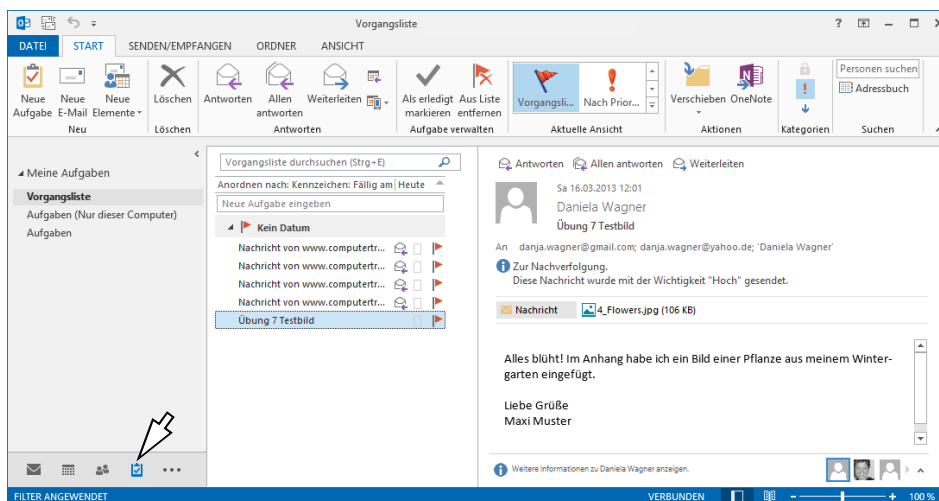 Vorgangsliste
DATEI START SENDEN/EMPFANGEN ORDNER ANSICHT
Neue Aufgabe
Neue E-Mail
Neue Elemente
Neu
Löschen
Löschen
Antworten
Allen antworten
Weiterleiten
Antworten
Als erledigt markieren
Aus Liste entfernen
Aufgabe verwalten
Vorgangsli...
Nach Prior...
Aktuelle Ansicht
Verschieben
OneNote
Aktionen
Kategorien
Personen suchen
Adressbuch
Suchen
Meine Aufgaben
Vorgangsliste
Aufgaben (Nur dieser Computer)
Aufgaben
Vorgangsliste durchsuchen (Strg+E)
Anordnen nach: Kennzeichen: Fällig am Heute
Neue Aufgabe eingeben
Kein Datum
Nachricht von www.computertr...
Nachricht von www.computertr...
Nachricht von www.computertr...
Nachricht von www.computertr...
Übung 7 Testbild
Antworten Allen antworten Weiterleiten
Sa 16.03.2013 12:01
Daniela Wagner
Übung 7 Testbild
An danja.wagner@gmail.com; danja.wagner@yahoo.de; 'Daniela Wagner'
Zur Nachverfolgung.
Diese Nachricht wurde mit der Wichtigkeit "Hoch" gesendet.
Nachricht 4_Flowers.jpg (106 KB)
Alles blüht! Im Anhang habe ich ein Bild einer Pflanze aus meinem Winter-
garten eingefügt.
Liebe Grüße
Maxi Muster
Weitere Informationen zu Daniela Wagner anzeigen.
FILTER ANGEWENDET
VERBUNDEN
100 %